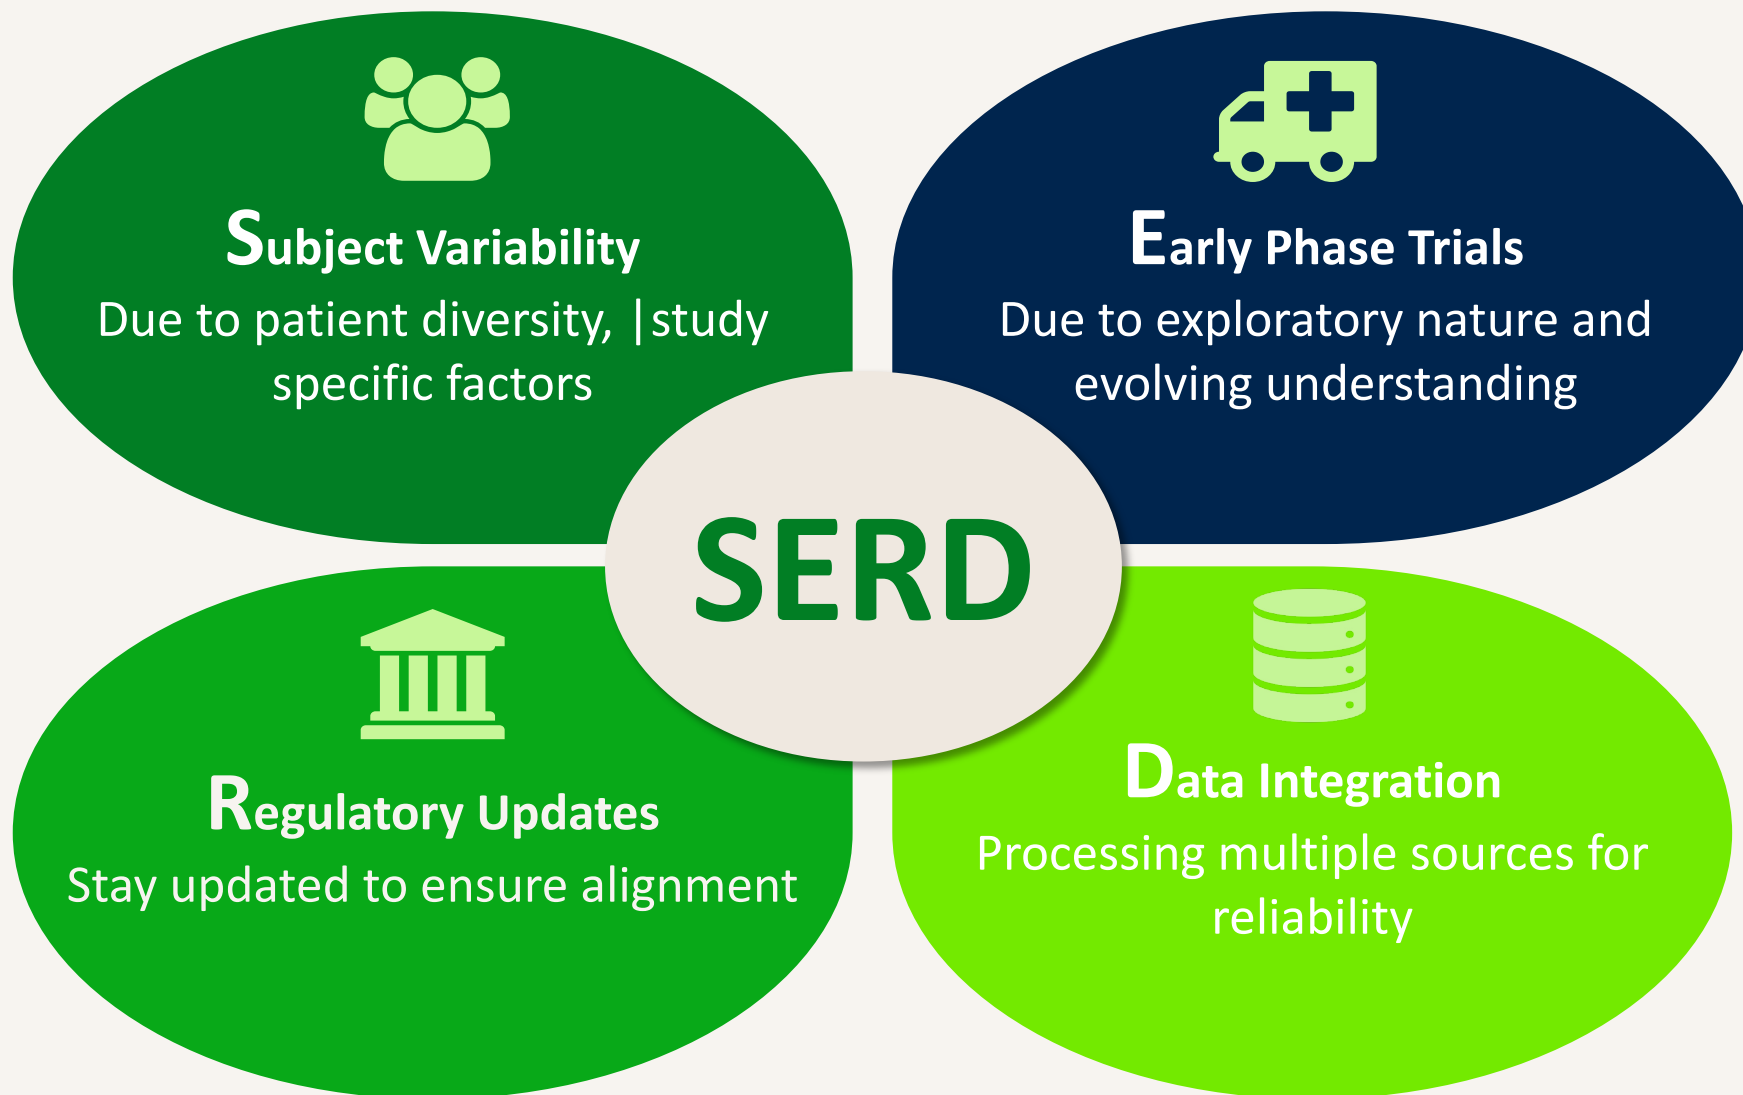 Subject Variability
Due to patient diversity, |study
specific factors
Early Phase Trials
Due to exploratory nature and
evolving understanding
SERD
Regulatory Updates
Stay updated to ensure alignment
Data Integration
Processing multiple sources for
reliability